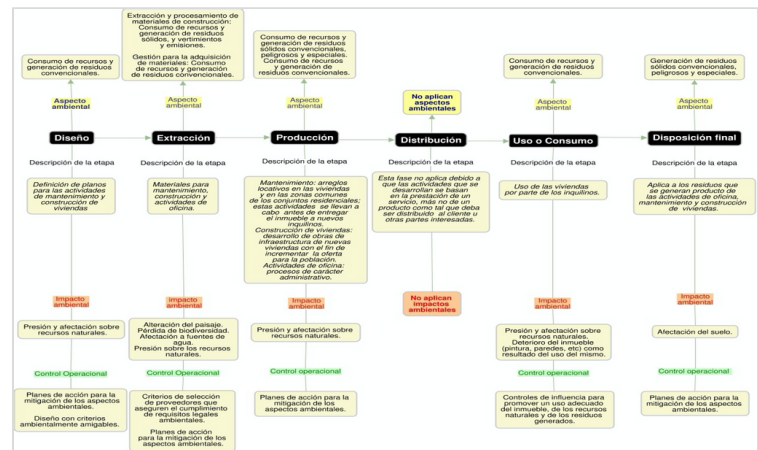 Consumo de recursos y
generación de residuos
convencionales.
Aspecto
ambiental
Diseño
Descripción de la etapa
Definición de planos
para las actividades
de mantenimiento y
construcción de
viviendas
Impacto
ambiental
Presión y afectación sobre
recursos naturales.
Control Operacional
Planes de acción para la
mitigación de los aspectos
ambientales.
Diseño con criterios
ambientalmente amigables.
Extracción y procesamiento de
materiales de construcción:
Consumo de recursos y
generación de residuos
sólidos, y vertimientos
y emisiones.
Gestión para la adquisición
de materiales: Consumo
de recursos y generación
de residuos convencionales.
Aspecto
ambiental
Extracción
Descripción de la etapa
Materiales para
mantenimiento,
construcción y
actividades de
oficina.
impacto
ambiental
Alteración del paisaje.
Pérdida de biodiversidad.
Afectación a fuentes de
agua.
Presión sobre los recursos
naturales.
Control Operacional
Criterios de selección
de proveedores que
aseguren el cumplimiento
de requisitos legales
ambientales.
Planes de acción
para la mitigación de los
aspectos ambientales.
Consumo de recursos y
generación de residuos
sólidos convencionales,
peligrosos y especiales.
Consumo de recursos
y generación de
residuos convencionales.
Aspecto
ambiental
Producción
Descripción de la etapa
Mantenimiento: arreglos
locativos en las viviendas
y en las zonas comunes
de los conjuntos residenciales;
estas actividades se llevan a
cabo antes de entregar
el inmueble a nuevos
inquilinos.
Construcción de viviendas:
desarrollo de obras de
infraestructura de nuevas
viviendas con el fin de
incrementar la oferta
para la población.
Actividades de oficina:
procesos de carácter
administrativo.
Impacto
ambiental
Presión y afectación sobre
recursos naturales.
Control operacional
Planes de acción para la
mitigación de los
aspectos ambientales.
No aplican
aspectos
ambientales
Distribución
Descripción de la etapa
Esta fase no aplica debido a
que las actividades que se
desarrollan se basan
en la prestación de un
servicio, más no de un
producto como tal que deba
ser distribuido al cliente u
otras partes interesadas.
No aplican
impactos
ambientales
Consumo de recursos y
generación de residuos
convencionales.
Aspecto
ambiental
Uso o Consumo
Descripción de la etapa
Uso de las viviendas
por parte de los inquilinos.
Impacto
ambiental
Presión y afectación sobre
recursos naturales.
Deterioro del inmueble
(pintura, paredes, etc) como
resultado del uso del mismo.
Control operacional
Controles de influencia para
promover un uso adecuado
del inmueble, de los recursos
naturales y de los residuos
generados.
Generación de residuos
sólidos convencionales,
peligrosos y especiales.
Aspecto
ambiental
Disposición final
Descripción de la etapa
Aplica a los residuos que
se generan producto de
las actividades de oficina,
mantenimiento y construcción
de viviendas.
Impacto
ambiental
Afectación del suelo.
Control operacional:
Planes de acción para la
mitigación de los aspectos
ambientales.